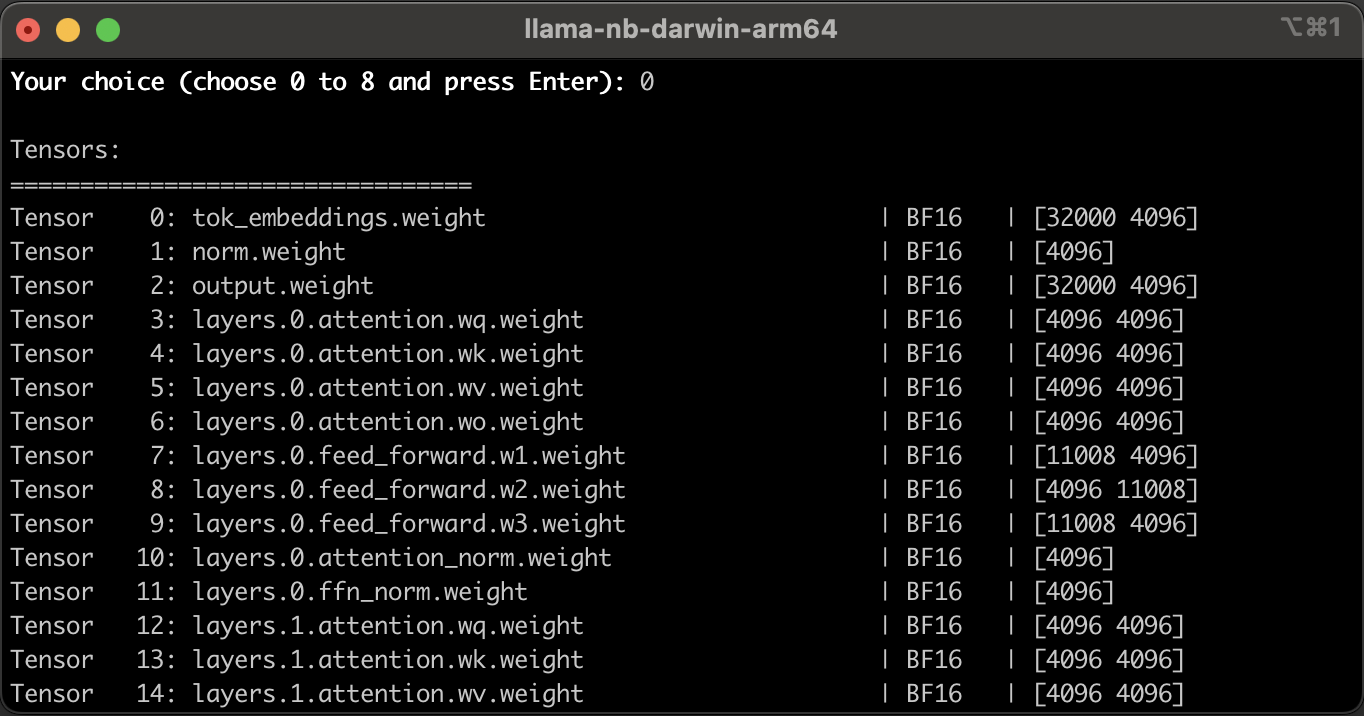 llama-nb-darwin-arm64 ⌥⌘1
Your choice (choose 0 to 8 and press Enter): 0
Tensors:
=================================
Tensor    0: tok_embeddings.weight                            | BF16   | [32000 4096]
Tensor    1: norm.weight                                      | BF16   | [4096]
Tensor    2: output.weight                                    | BF16   | [32000 4096]
Tensor    3: layers.0.attention.wq.weight                     | BF16   | [4096 4096]
Tensor    4: layers.0.attention.wk.weight                     | BF16   | [4096 4096]
Tensor    5: layers.0.attention.wv.weight                     | BF16   | [4096 4096]
Tensor    6: layers.0.attention.wo.weight                     | BF16   | [4096 4096]
Tensor    7: layers.0.feed_forward.w1.weight                  | BF16   | [11008 4096]
Tensor    8: layers.0.feed_forward.w2.weight                  | BF16   | [4096 11008]
Tensor    9: layers.0.feed_forward.w3.weight                  | BF16   | [11008 4096]
Tensor   10: layers.0.attention_norm.weight                   | BF16   | [4096]
Tensor   11: layers.0.ffn_norm.weight                         | BF16   | [4096]
Tensor   12: layers.1.attention.wq.weight                     | BF16   | [4096 4096]
Tensor   13: layers.1.attention.wk.weight                     | BF16   | [4096 4096]
Tensor   14: layers.1.attention.wv.weight                     | BF16   | [4096 4096]